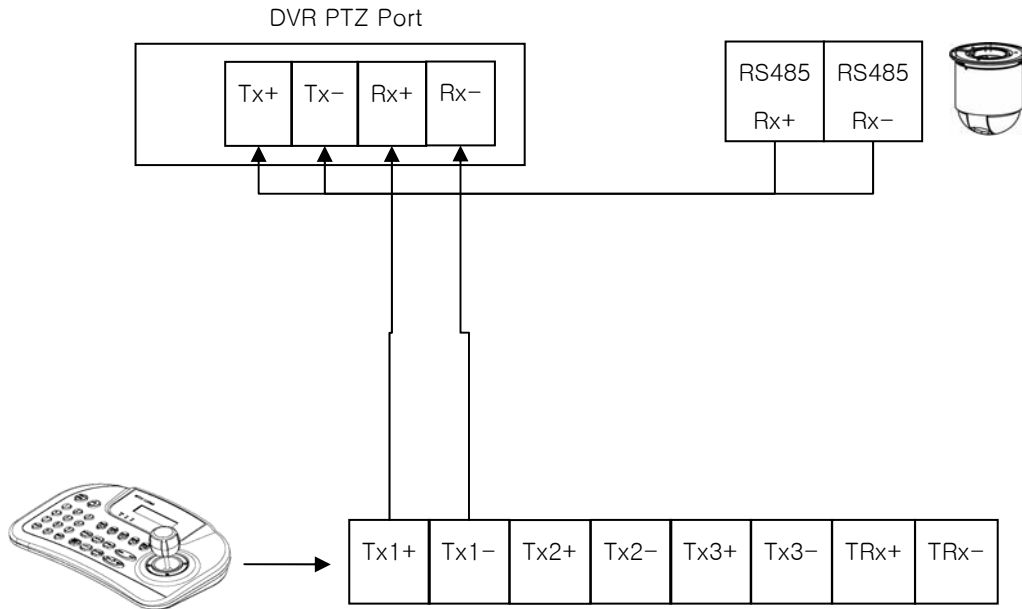 DVR PTZ Port
Tx+ Tx- Rx+ Rx-
RS485 RS485
Rx+ Rx-
Tx1+ Tx1- Tx2+ Tx2- Tx3+ Tx3- TRx+ TRx-